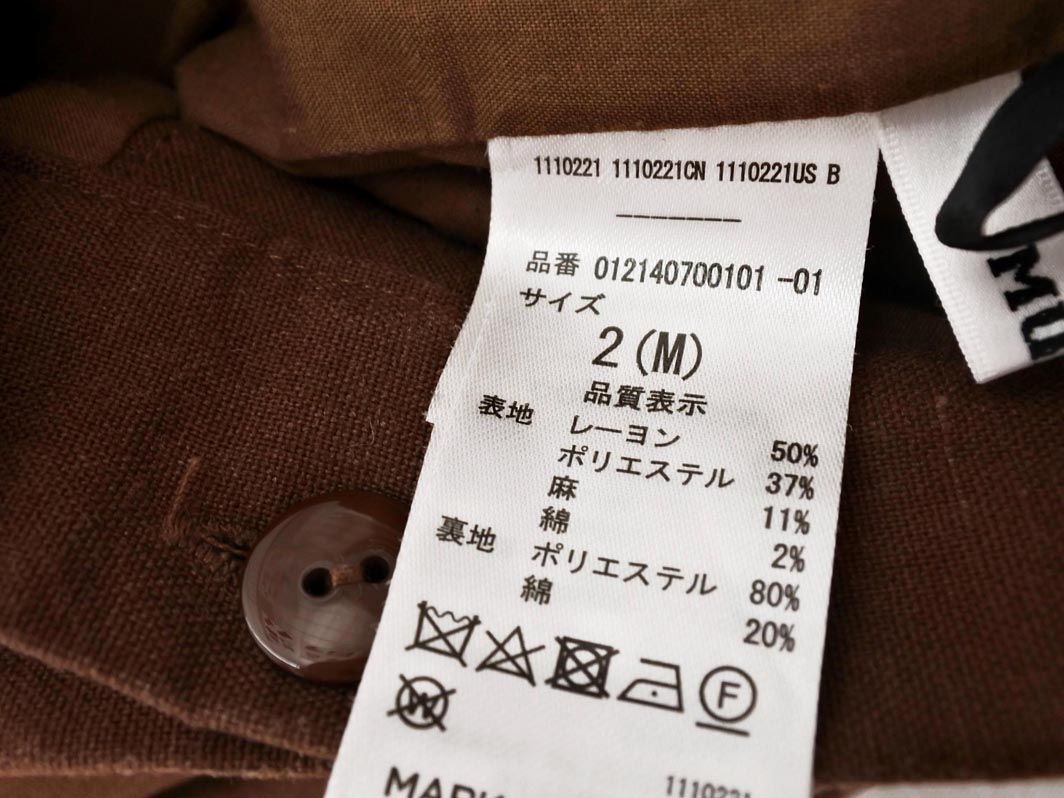 1110221 1110221CN 1110221US B
-------
品番 012140700101 -01
サイズ
2(M)
品質表示
表地 レーヨン 50%
ポリエステル 37%
麻 11%
綿 2%
裏地 ポリエステル 80%
綿 20%
F
W